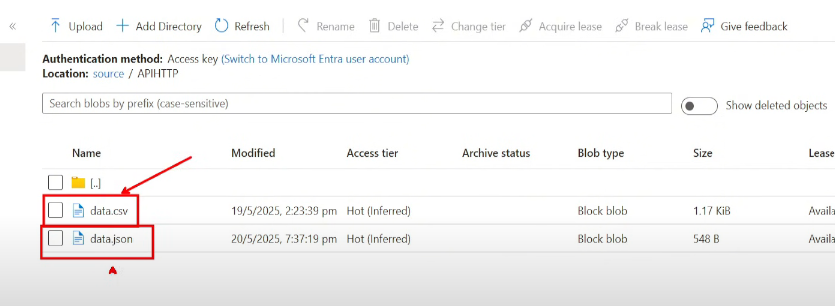 « Upload Add Directory Refresh Rename Delete Change tier Acquire lease Break lease Give feedback
Authentication method: Access key (Switch to Microsoft Entra user account)
Location: source / APIHTTP
Search blobs by prefix (case-sensitive)
Show deleted objects
Name Modified Access tier Archive status Blob type Size Lease
[..]
data.csv 19/5/2025, 2:23:39 pm Hot (Inferred) Block blob 1.17 KiB Availa
data.json 20/5/2025, 7:37:19 pm Hot (Inferred) Block blob 548 B Availa